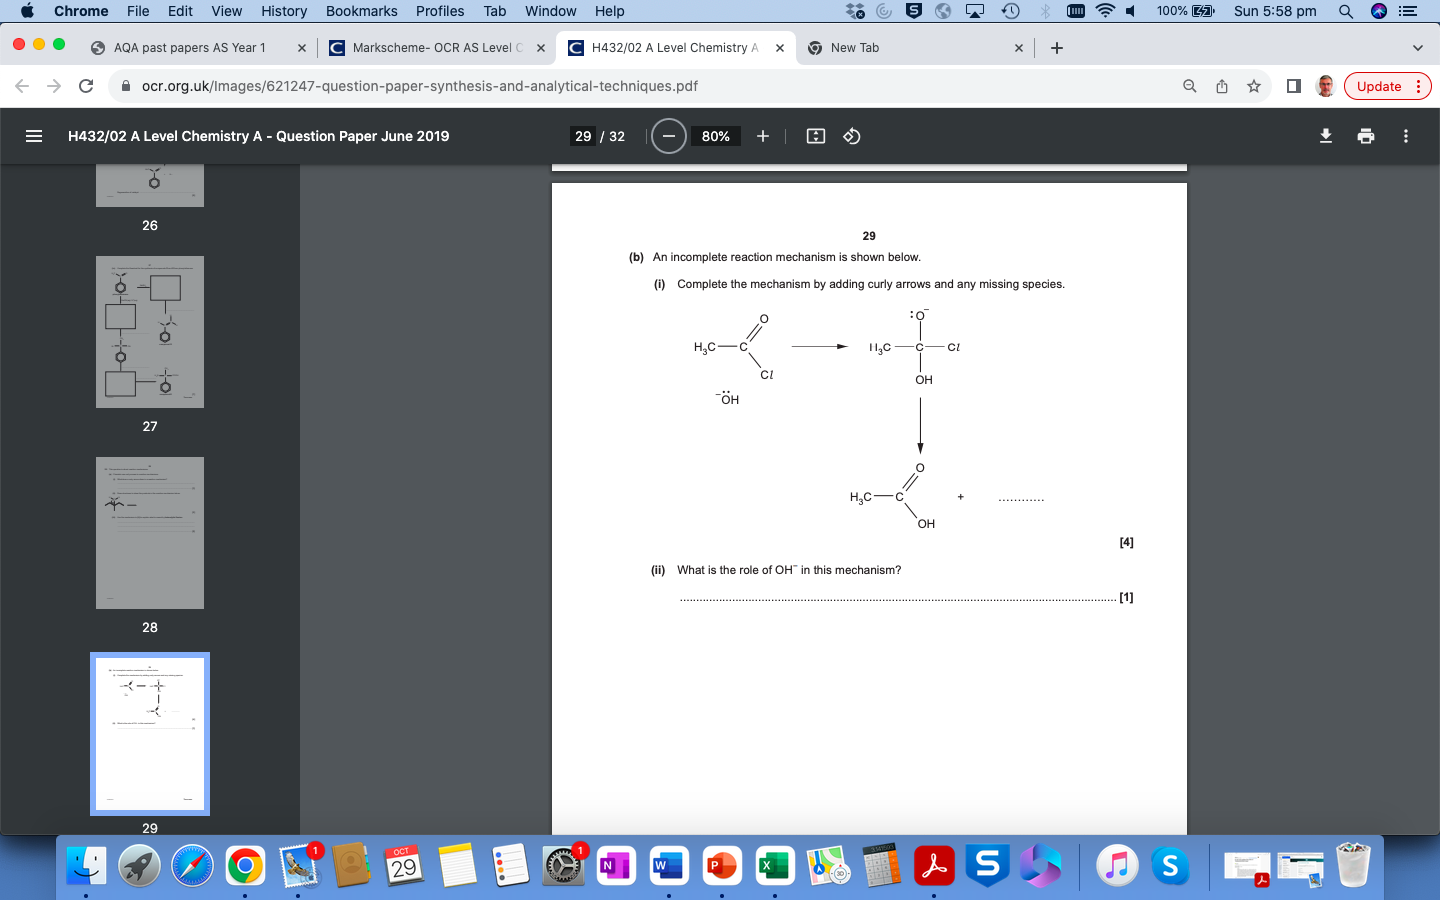 Chrome File Edit View History Bookmarks Profiles Tab Window Help 100% Sun 5:58 pm
AQA past papers AS Year 1
Markscheme- OCR AS Level C
H432/02 A Level Chemistry A
New Tab
ocr.org.uk/Images/621247-question-paper-synthesis-and-analytical-techniques.pdf
Update
H432/02 A Level Chemistry A - Question Paper June 2019
29 / 32
80%
26
27
28
29
29
(b) An incomplete reaction mechanism is shown below.
(i) Complete the mechanism by adding curly arrows and any missing species.
O
H₃C C
Cl
⁻ÖH
:O⁻
H₃C C Cl
OH
O
H₃C C + ............
OH
[4]
(ii) What is the role of OH⁻ in this mechanism?
........................................................................................................................................ [1]
1
OCT
29
1
N
W
P
X
S
S